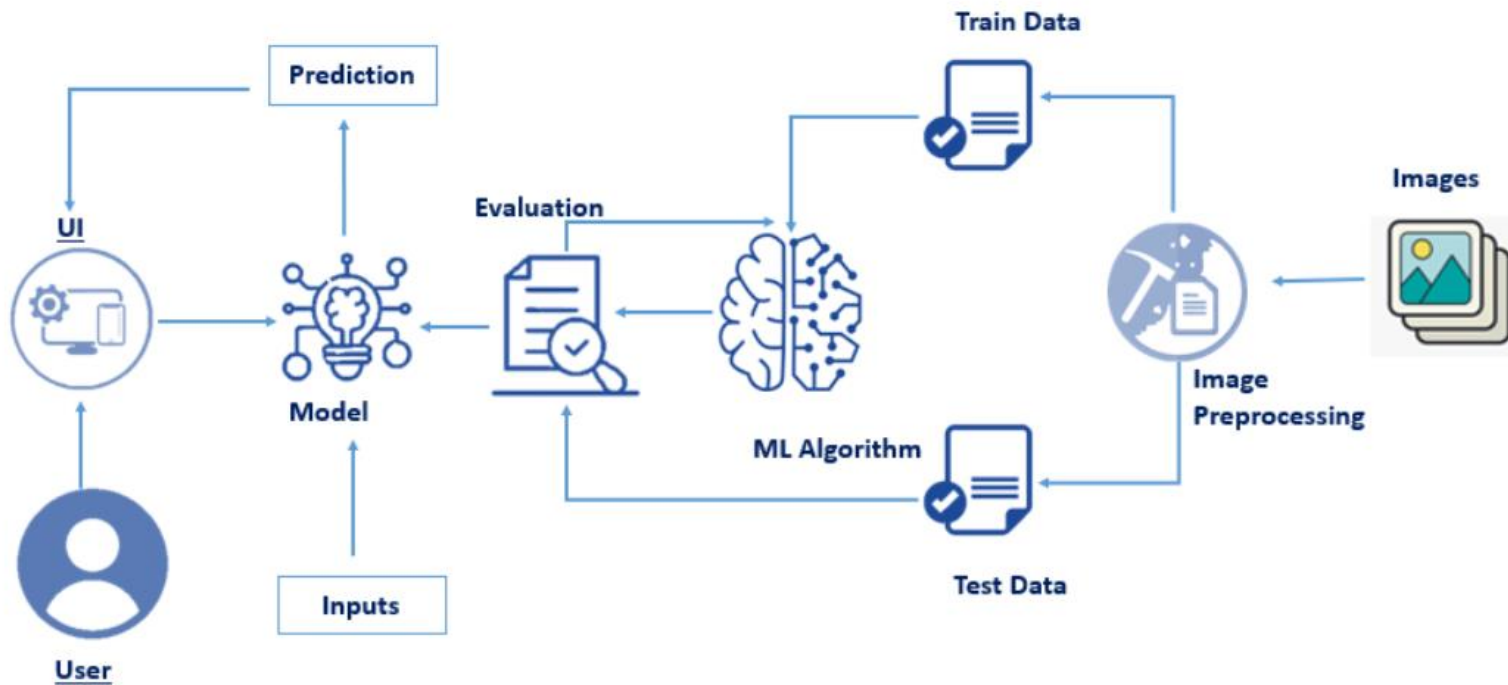 Train Data
Prediction
Images
Evaluation
UI
Image
Preprocessing
Model
ML Algorithm
Test Data
Inputs
User